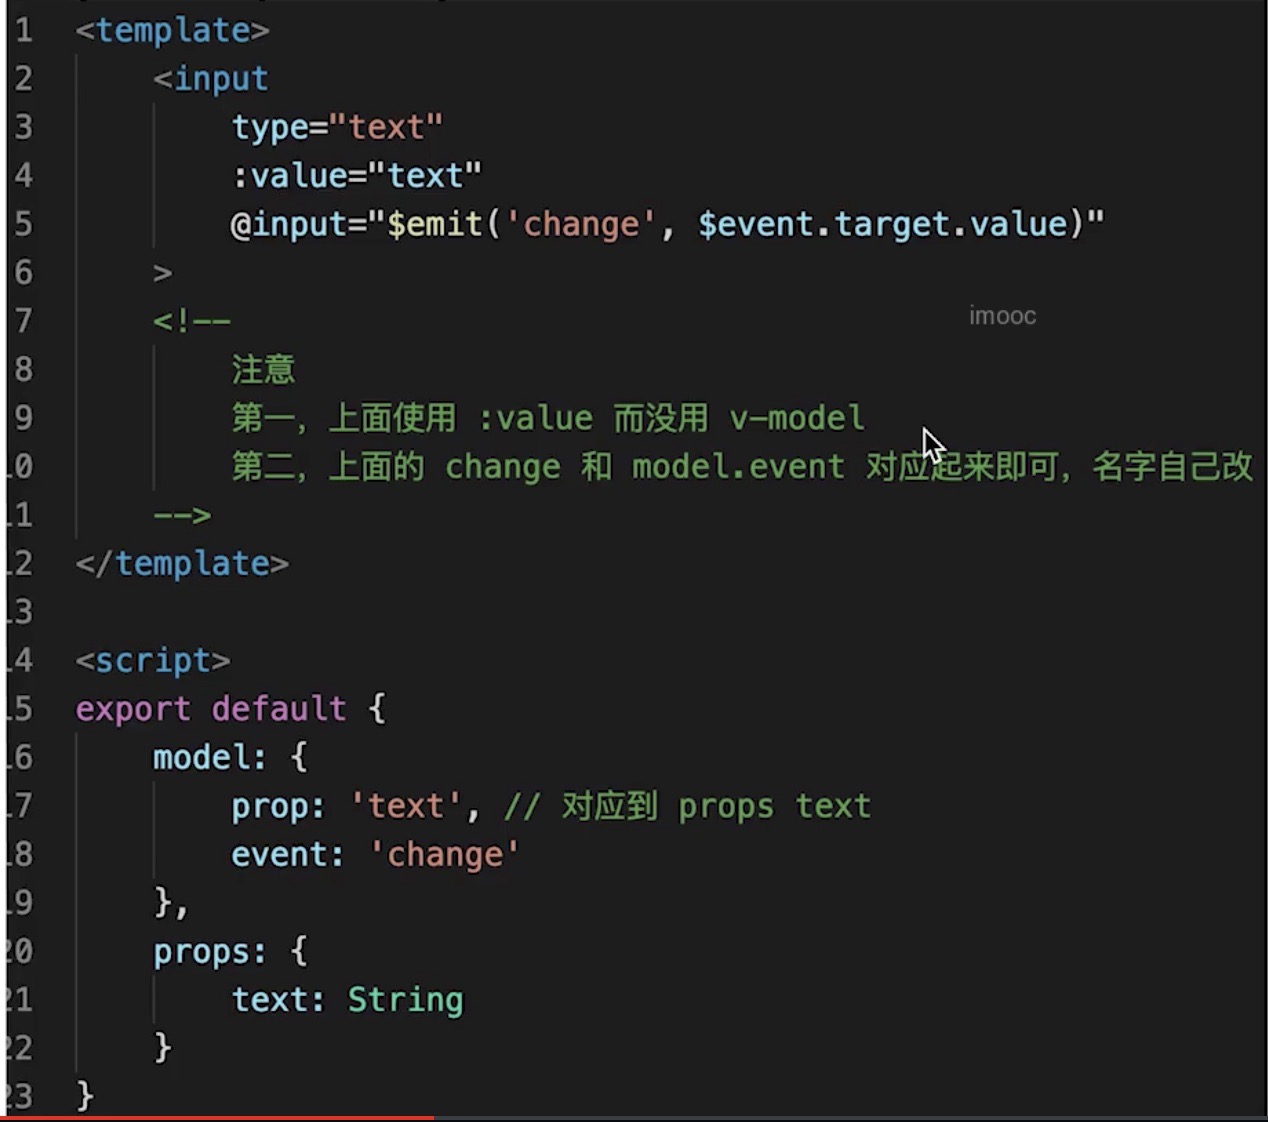 1 <template>
2 <input
3 type="text"
4 :value="text"
5 @input="$emit('change', $event.target.value)"
6 >
7 <!--
imooc
8 注意
9 第一，上面使用 :value 而没用 v-model
10 第二，上面的 change 和 model.event 对应起来即可，名字自己改
11 -->
12 </template>
13
14 <script>
15 export default {
16 model: {
17 prop: 'text', // 对应到 props text
18 event: 'change'
19 },
20 props: {
21 text: String
22 }
23 }